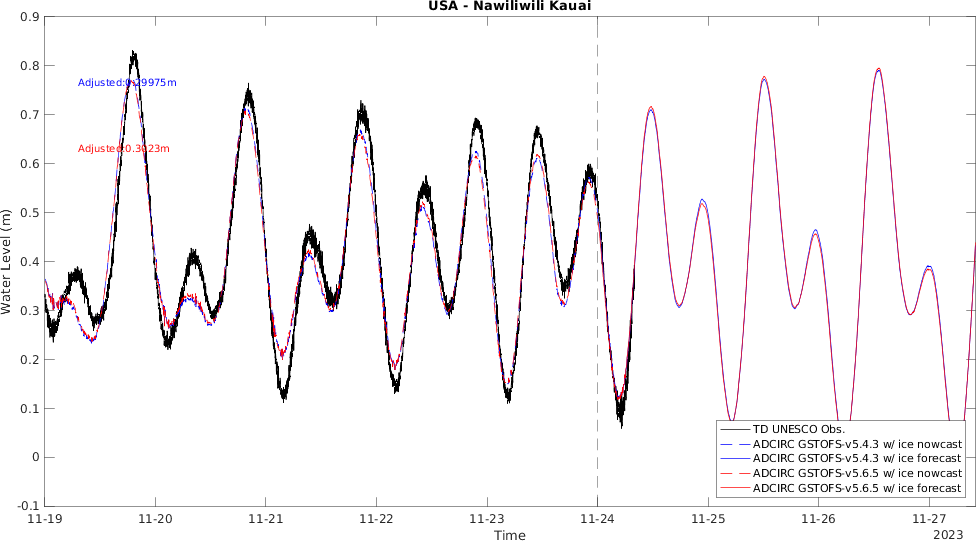 USA - Nawiliwili Kauai
0.9
0.8
0.7
0.6
0.5
0.4
0.3
0.2
0.1
0
-0.1
Water Level (m)
Adjusted:0.29975m
Adjusted:0.3023m
TD UNESCO Obs.
ADCIRC GSTOFS-v5.4.3 w/ ice nowcast
ADCIRC GSTOFS-v5.4.3 w/ ice forecast
ADCIRC GSTOFS-v5.6.5 w/ ice nowcast
ADCIRC GSTOFS-v5.6.5 w/ ice forecast
11-19 11-20 11-21 11-22 11-23 11-24 11-25 11-26 11-27
Time
2023